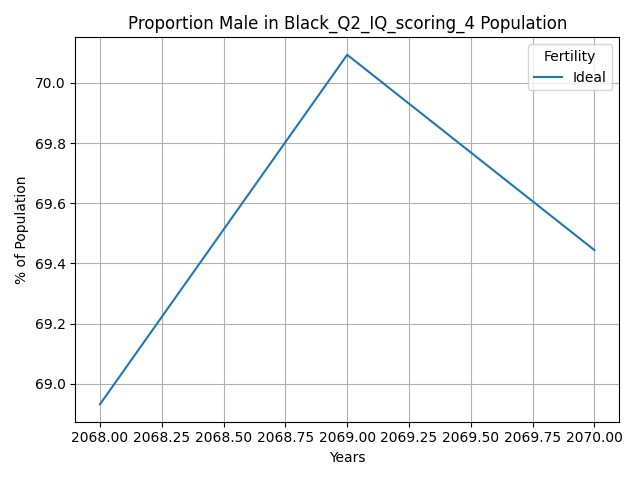 Proportion Male in Black_Q2_IQ_scoring_4 Population
Fertility
Ideal
70.0
69.8
69.6
69.4
69.2
69.0
% of Population
2068.00 2068.25 2068.50 2068.75 2069.00 2069.25 2069.50 2069.75 2070.00
Years